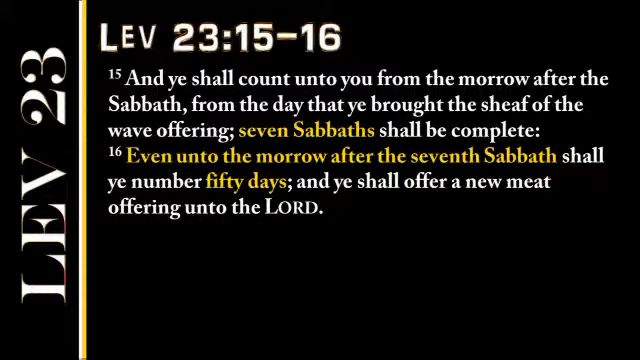 LEV 23
LEV 23:15–16
15 And ye shall count unto you from the morrow after the
Sabbath, from the day that ye brought the sheaf of the
wave offering; seven Sabbaths shall be complete:
16 Even unto the morrow after the seventh Sabbath shall
ye number fifty days; and ye shall offer a new meat
offering unto the LORD.